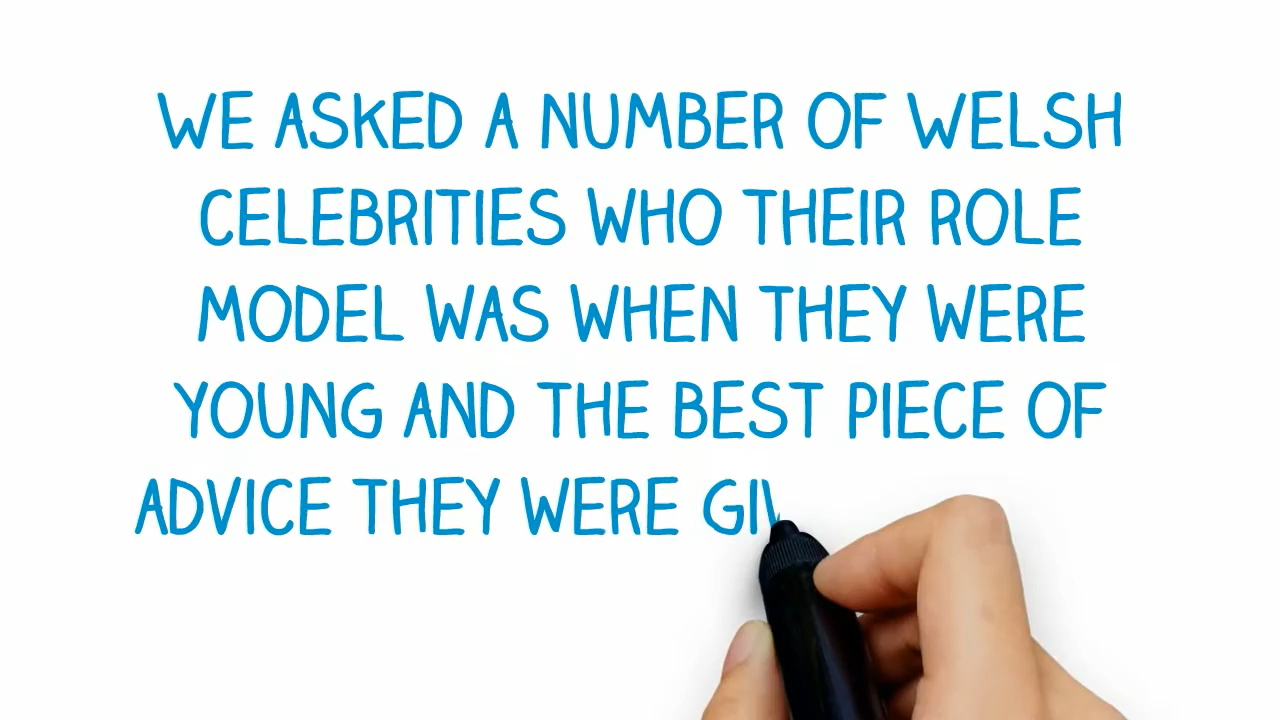 WE ASKED A NUMBER OF WELSH
CELEBRITIES WHO THEIR ROLE
MODEL WAS WHEN THEY WERE
YOUNG AND THE BEST PIECE OF
ADVICE THEY WERE GI